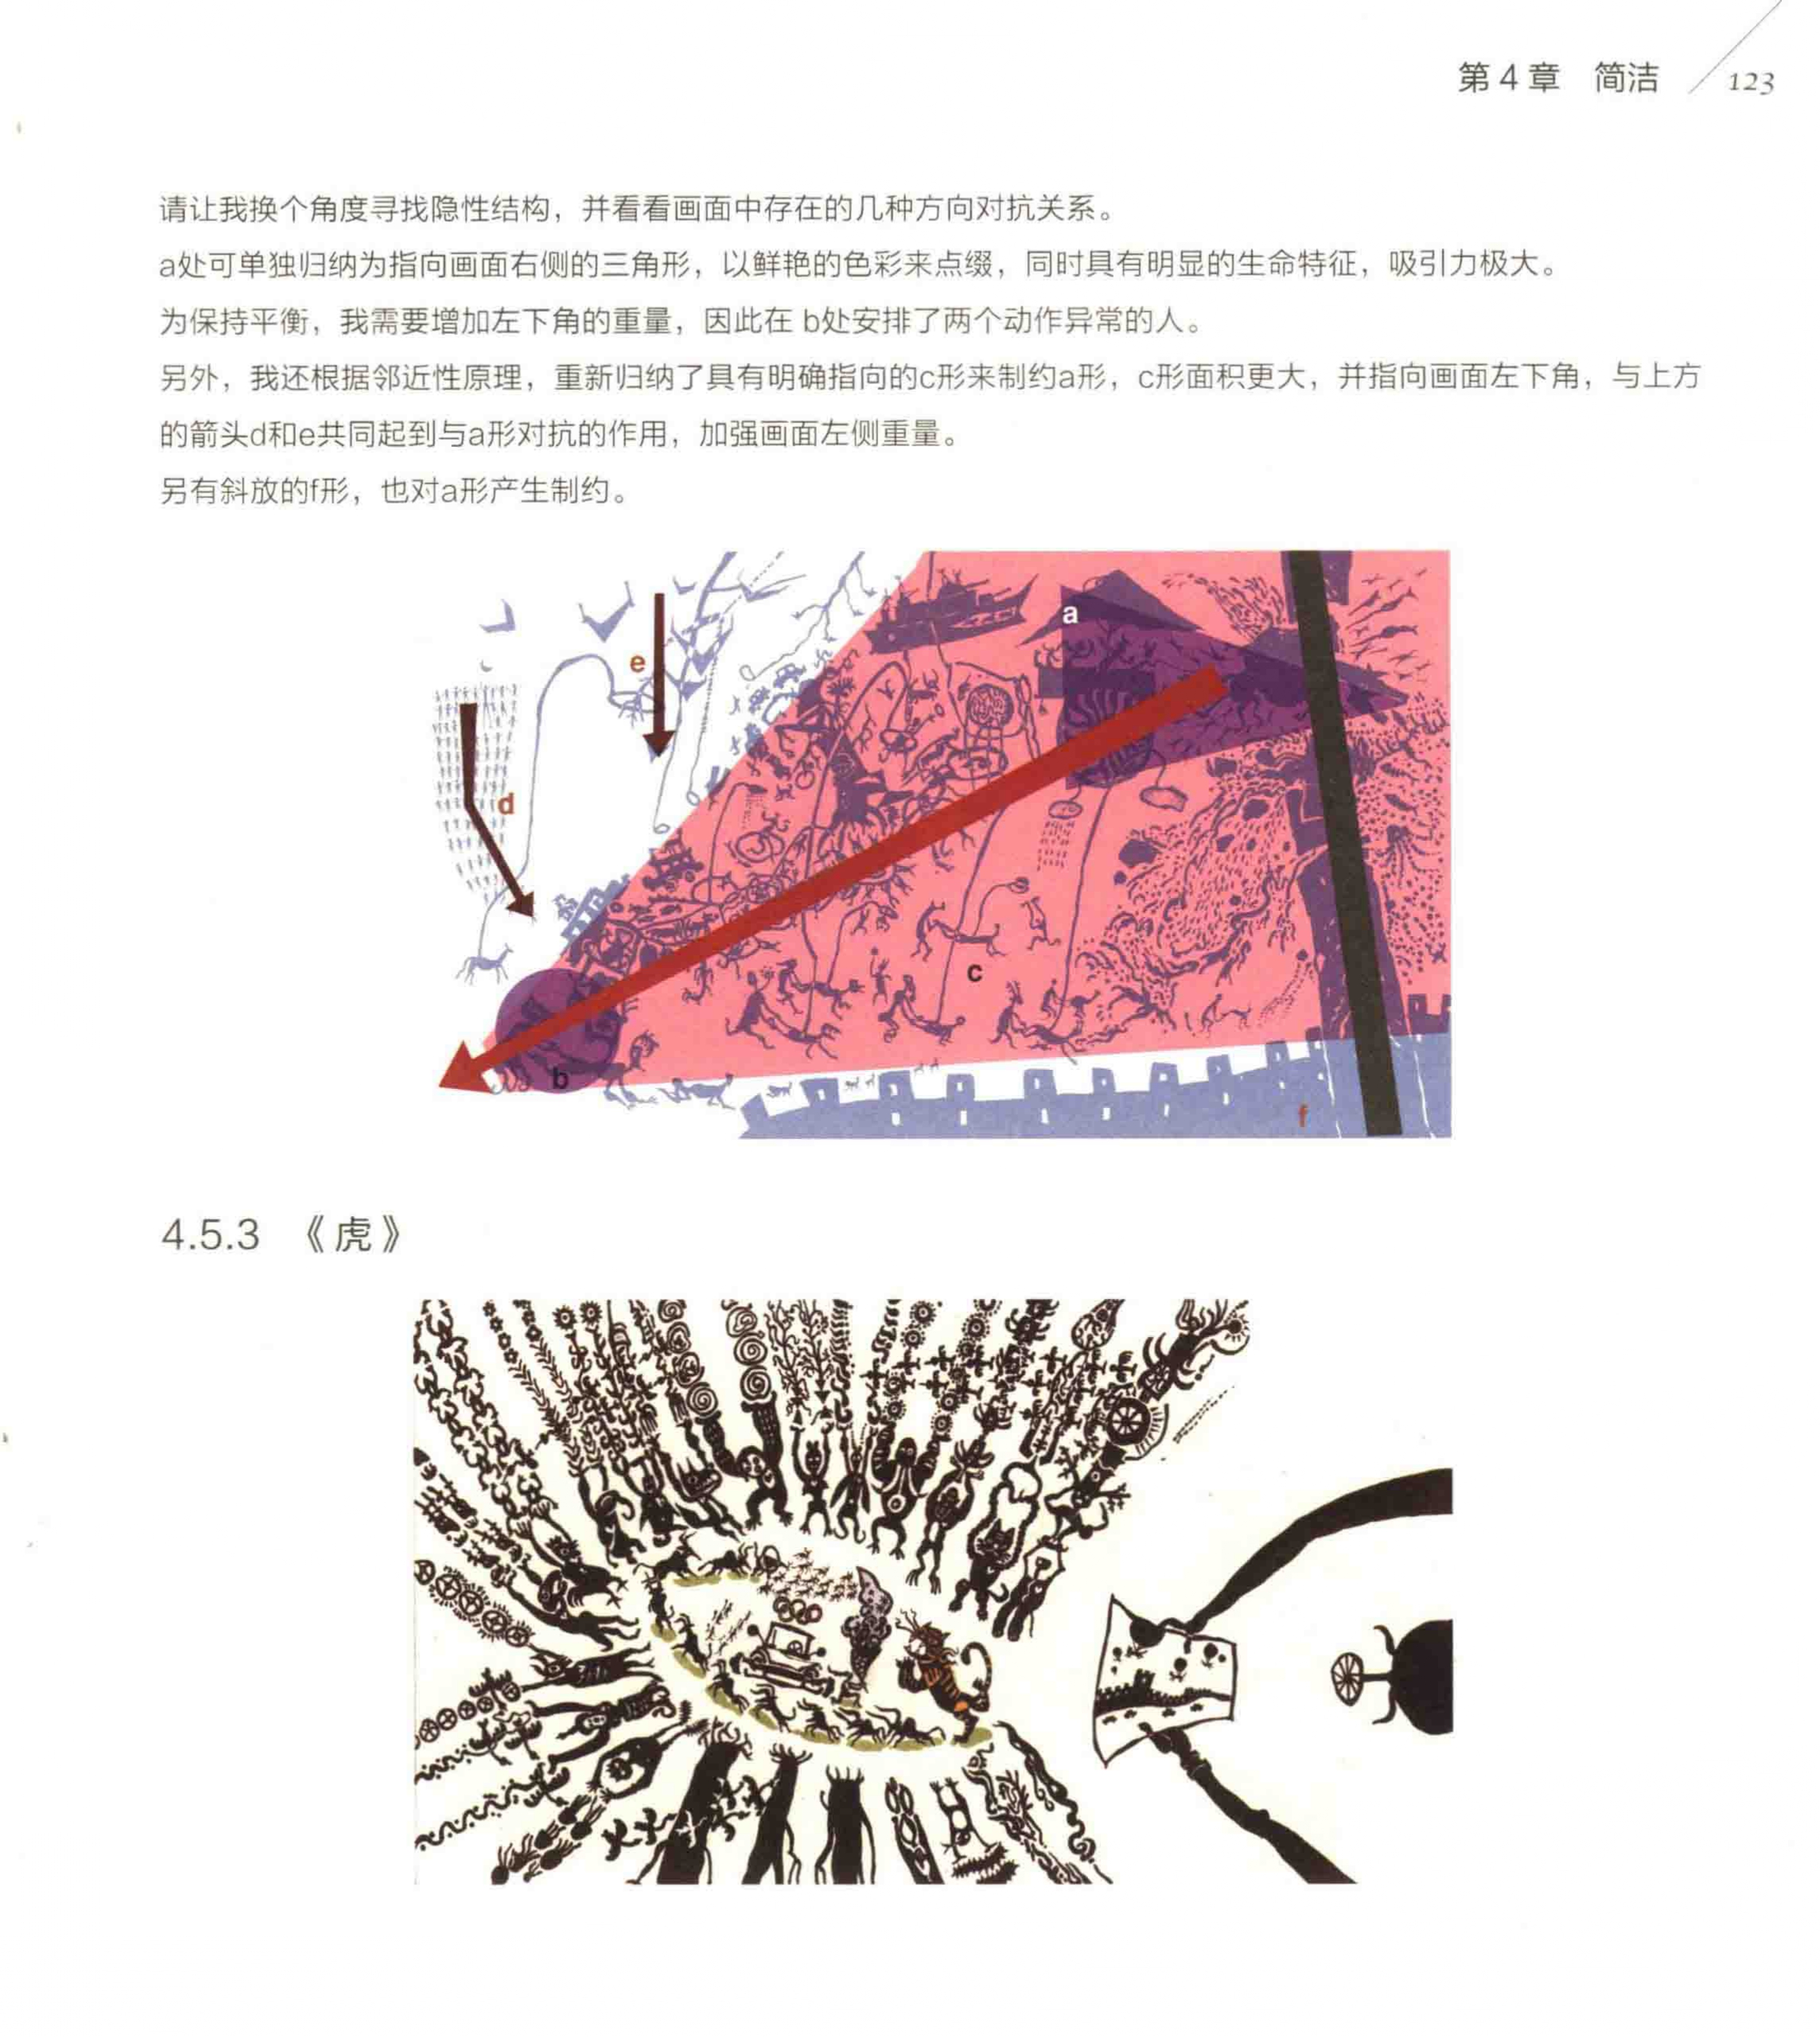 第4章 简洁 123
请让我换个角度寻找隐性结构，并看看画面中存在的几种方向对抗关系。
a处可单独归纳为指向画面右侧的三角形，以鲜艳的色彩来点缀，同时具有明显的生命特征，吸引力极大。
为保持平衡，我需要增加左下角的重量，因此在 b处安排了两个动作异常的人。
另外，我还根据邻近性原理，重新归纳了具有明确指向的c形来制约a形，c形面积更大，并指向画面左下角，与上方
的箭头d和e共同起到与a形对抗的作用，加强画面左侧重量。
另有斜放的f形，也对a形产生制约。
a
e
d
c
b
f
4.5.3 《虎》